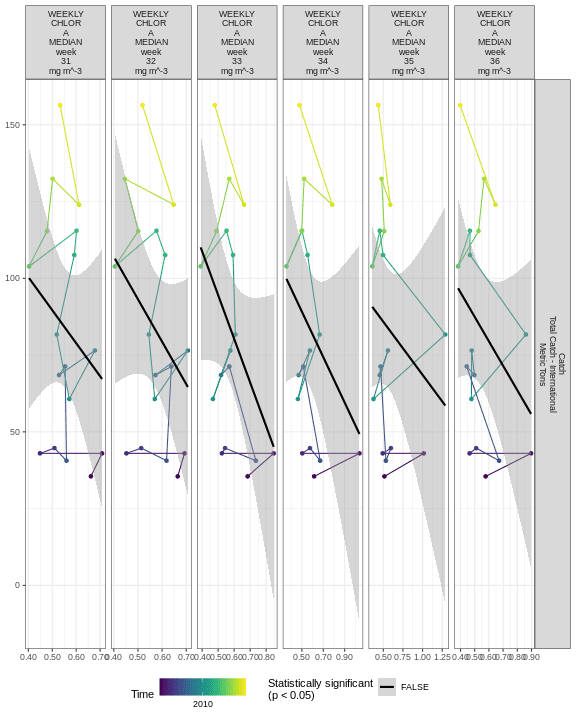 WEEKLY
CHLOR
A
MEDIAN
week
31
mg m^-3
WEEKLY
CHLOR
A
MEDIAN
week
32
mg m^-3
WEEKLY
CHLOR
A
MEDIAN
week
33
mg m^-3
WEEKLY
CHLOR
A
MEDIAN
week
34
mg m^-3
WEEKLY
CHLOR
A
MEDIAN
week
35
mg m^-3
WEEKLY
CHLOR
A
MEDIAN
week
36
mg m^-3
150
100
50
0
Catch
Total Catch - International
Metric Tons
0.40 0.50 0.60 0.70
0.40 0.50 0.60 0.70
0.40 0.50 0.60 0.70 0.80
0.50 0.70 0.90
0.50 0.75 1.00 1.25
0.40 0.50 0.60 0.70 0.80 0.90
Time
2010
Statistically significant
(p < 0.05)
FALSE